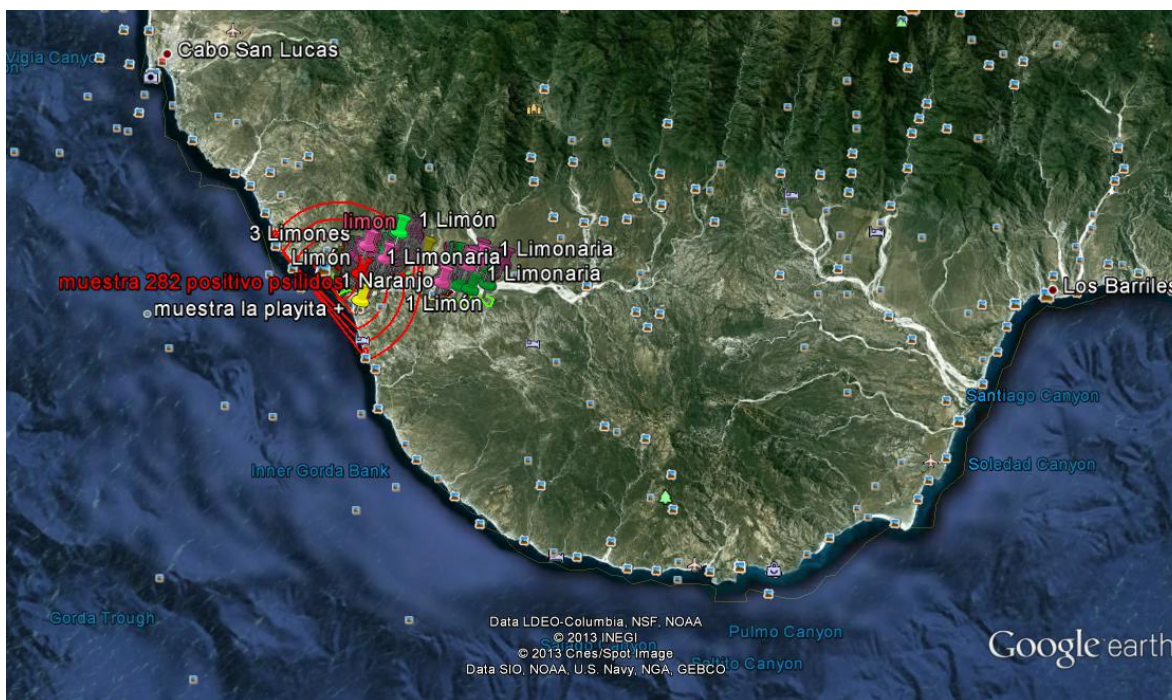 Vigia Canyon
Cabo San Lucas
limon
1 Limón
3 Limones
Limón
1 Limonaria
1 Limonaria
muestra 282 positivo psilidos
1 Naranjo
1 Limonaria
muestra la playita +
1 Limón
Los Barriles
Santiago Canyon
Inner Gorda Bank
Soledad Canyon
Gorda Trough
Data LDEO-Columbia, NSF, NOAA
© 2013 INEGI
Pulmo Canyon
© 2013 Cnes/Spot Image
Data SIO, NOAA, U.S. Navy, NGA, GEBCO
Canyon
Google earth